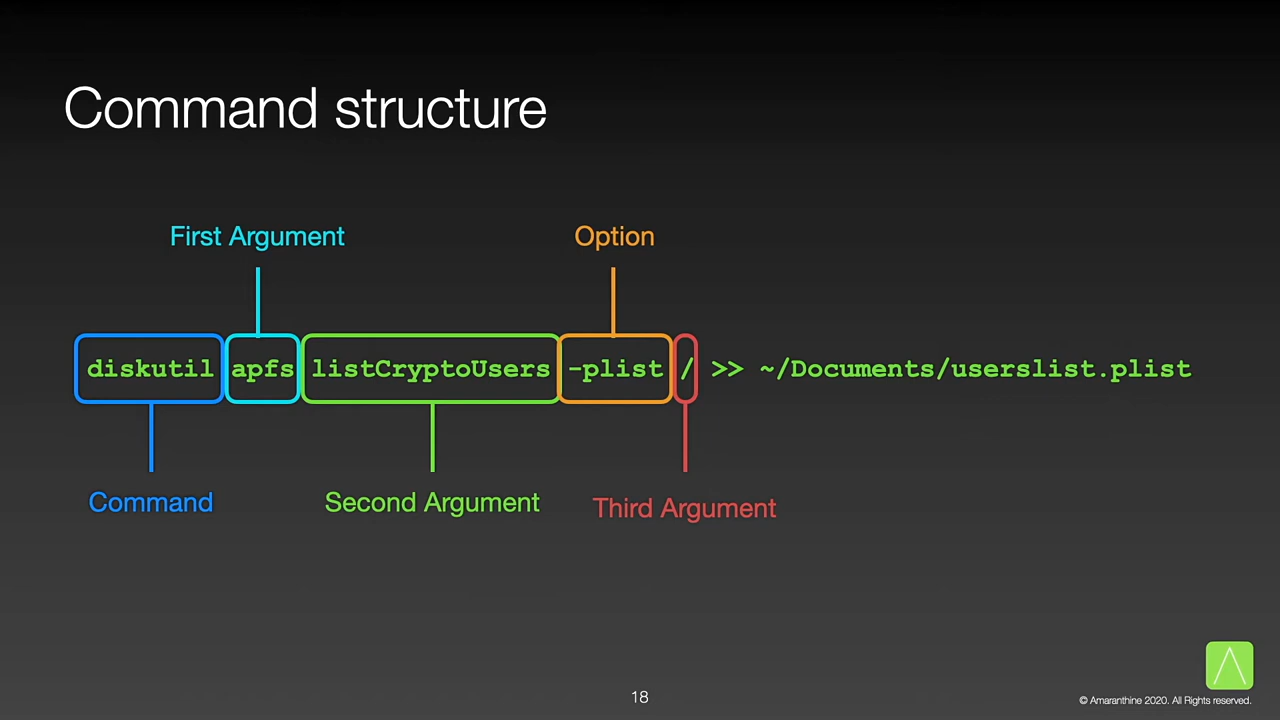 Command structure
First Argument
Option
diskutil apfs listCryptoUsers -plist / >> ~/Documents/userslist.plist
Command
Second Argument
Third Argument
18
© Amaranthine 2020. All Rights reserved.